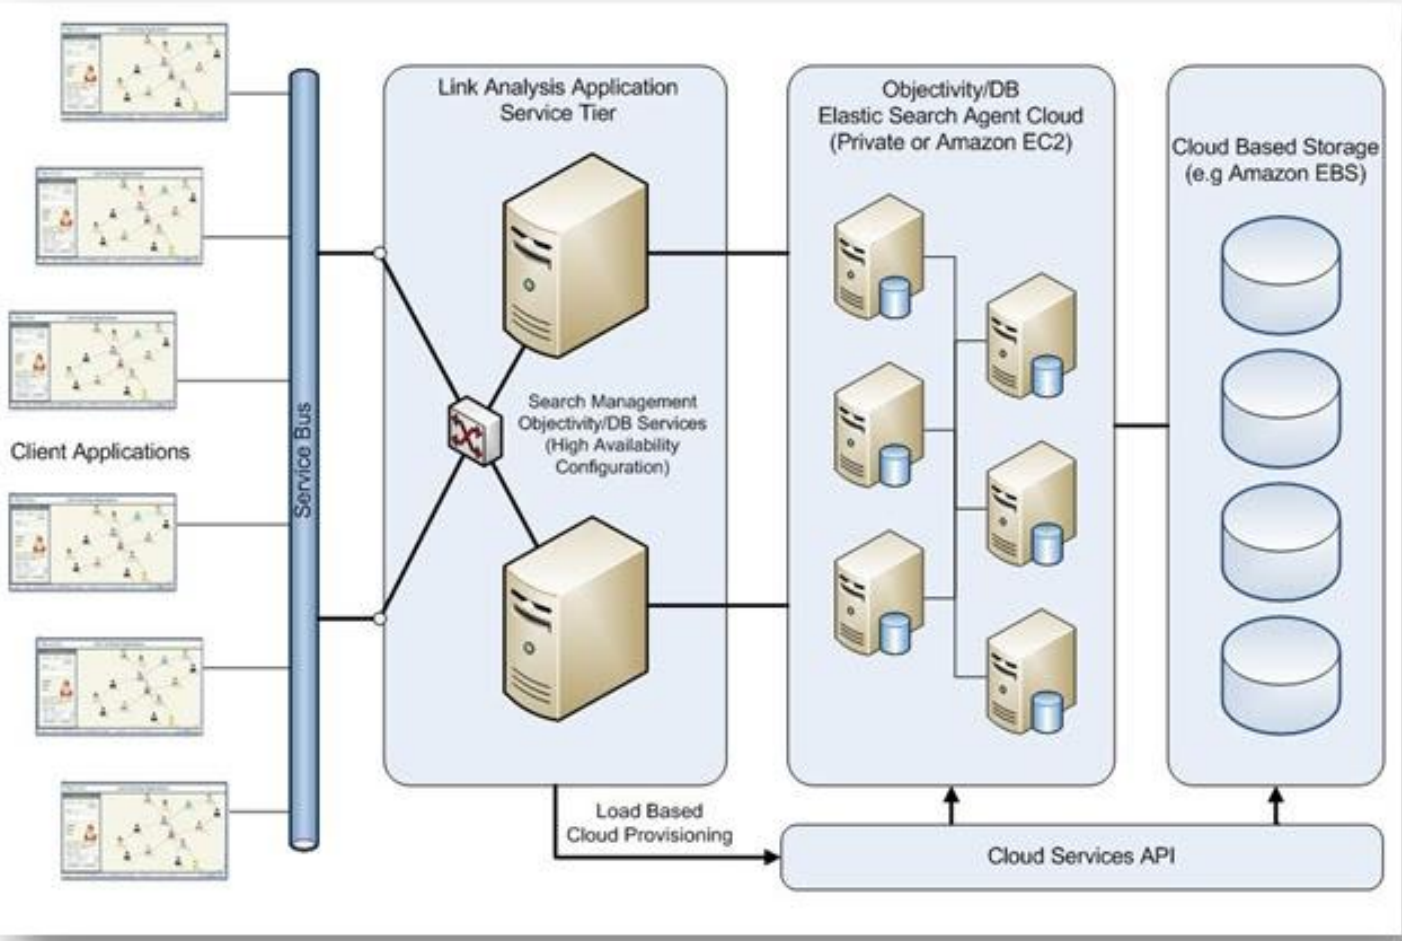 Client Applications
Service Bus
Link Analysis Application
Service Tier
Search Management
Objectivity/DB Services
(High Availability
Configuration)
Objectivity/DB
Elastic Search Agent Cloud
(Private or Amazon EC2)
Cloud Based Storage
(e.g Amazon EBS)
Load Based
Cloud Provisioning
Cloud Services API